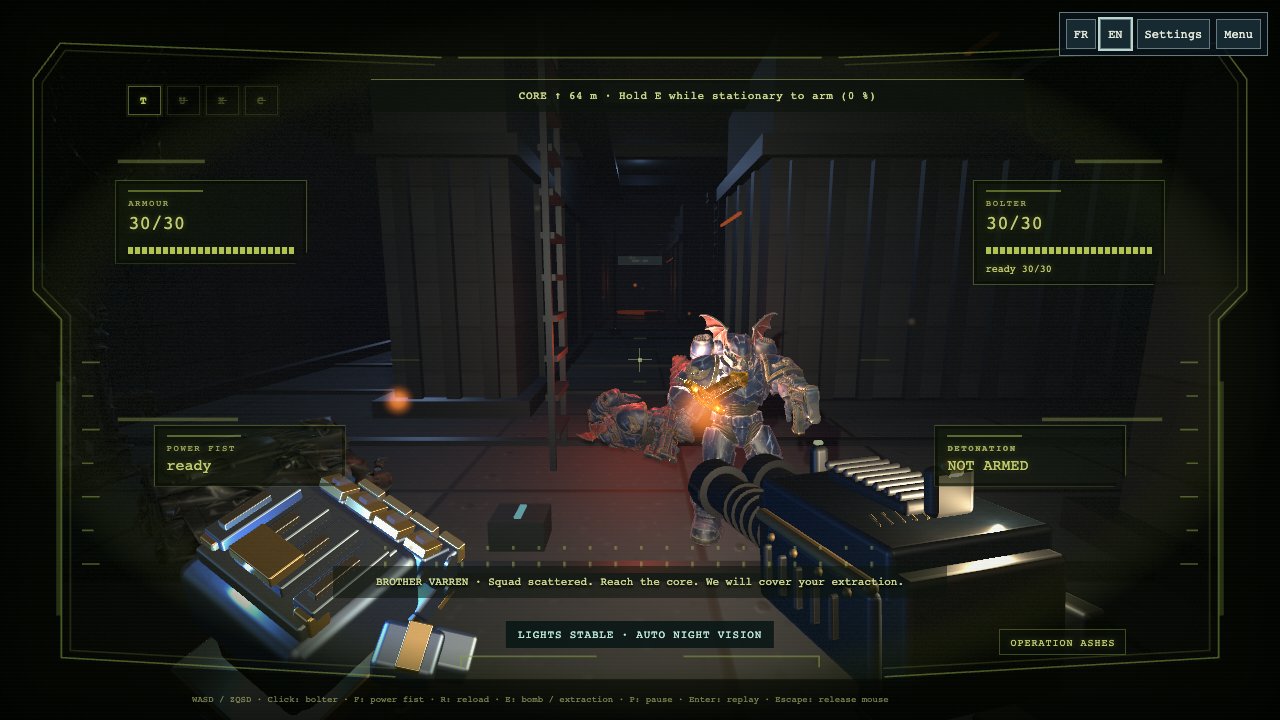 FR EN Settings Menu
CORE ↑ 64 m · Hold E while stationary to arm (0 %)
T
ARMOUR
30/30
BOLTER
30/30
ready 30/30
POWER FIST
ready
DETONATION
NOT ARMED
BROTHER VARREN · Squad scattered. Reach the core. We will cover your extraction.
LIGHTS STABLE · AUTO NIGHT VISION
OPERATION ASHES
WASD / ZQSD · Click: bolter · F: power fist · R: reload · E: bomb / extraction · P: pause · Enter: replay · Escape: release mouse